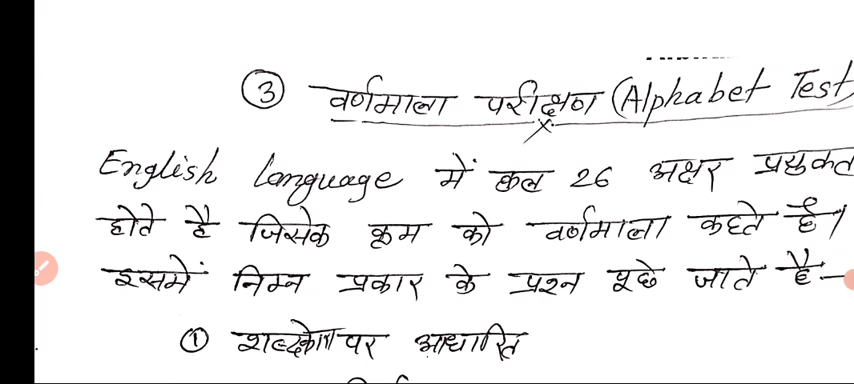 ③ वर्णमाला परीक्षण (Alphabet Test)
English language में कुल 26 अक्षर प्रयुक्त
होते है जिसके क्रम को वर्णमाला कहते है।
इसमें निम्न प्रकार के प्रश्न पूछे जाते है—
① शब्दकोश पर आधारित